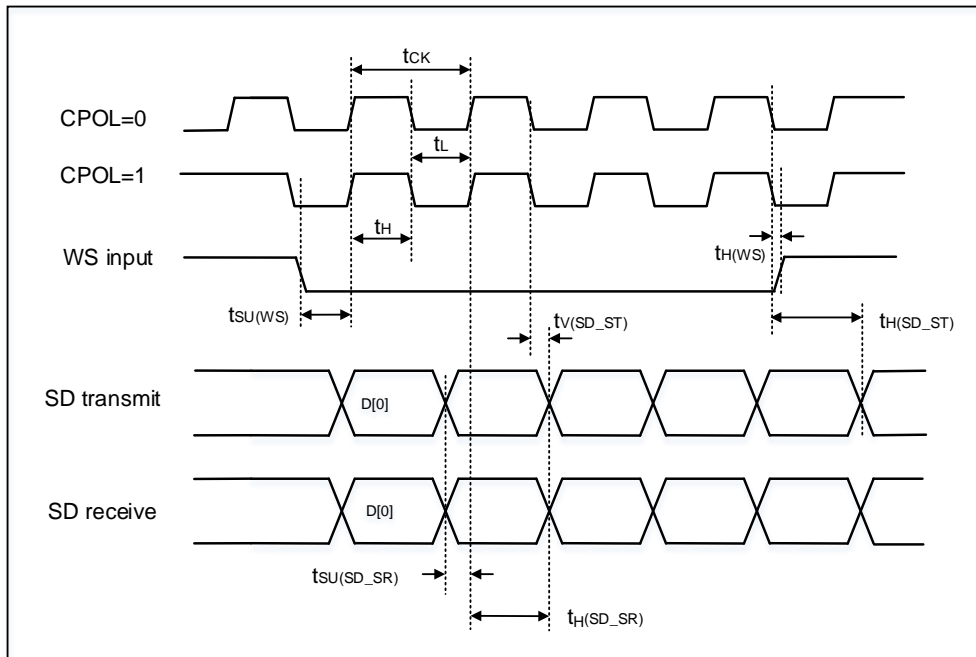 tCK
CPOL=0
tL
CPOL=1
tH
tH(WS)
WS input
tSU(WS)
tV(SD_ST)
tH(SD_ST)
SD transmit
D[0]
SD receive
D[0]
tSU(SD_SR)
tH(SD_SR)